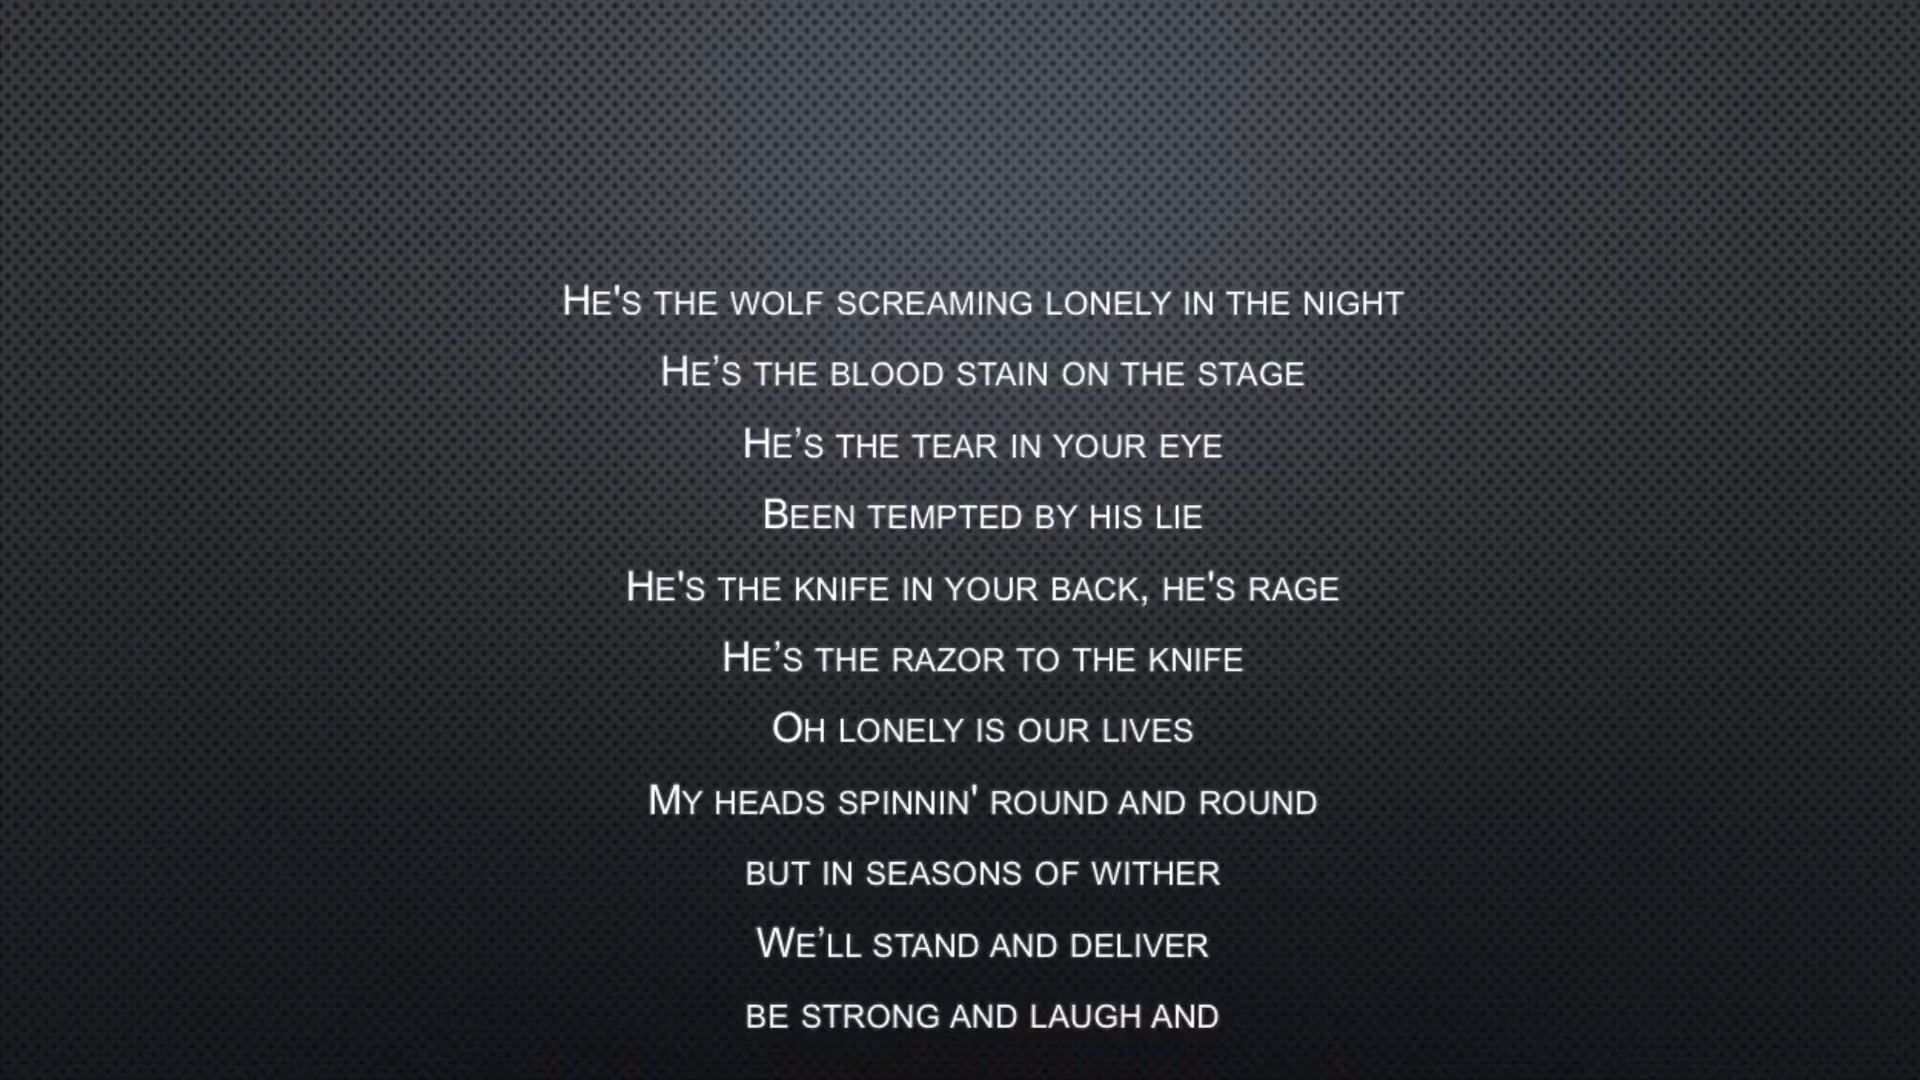 He's the wolf screaming lonely in the night
He’s the blood stain on the stage
He’s the tear in your eye
Been tempted by his lie
He's the knife in your back, he's rage
He’s the razor to the knife
Oh lonely is our lives
My heads spinnin' round and round
but in seasons of wither
We’ll stand and deliver
be strong and laugh and